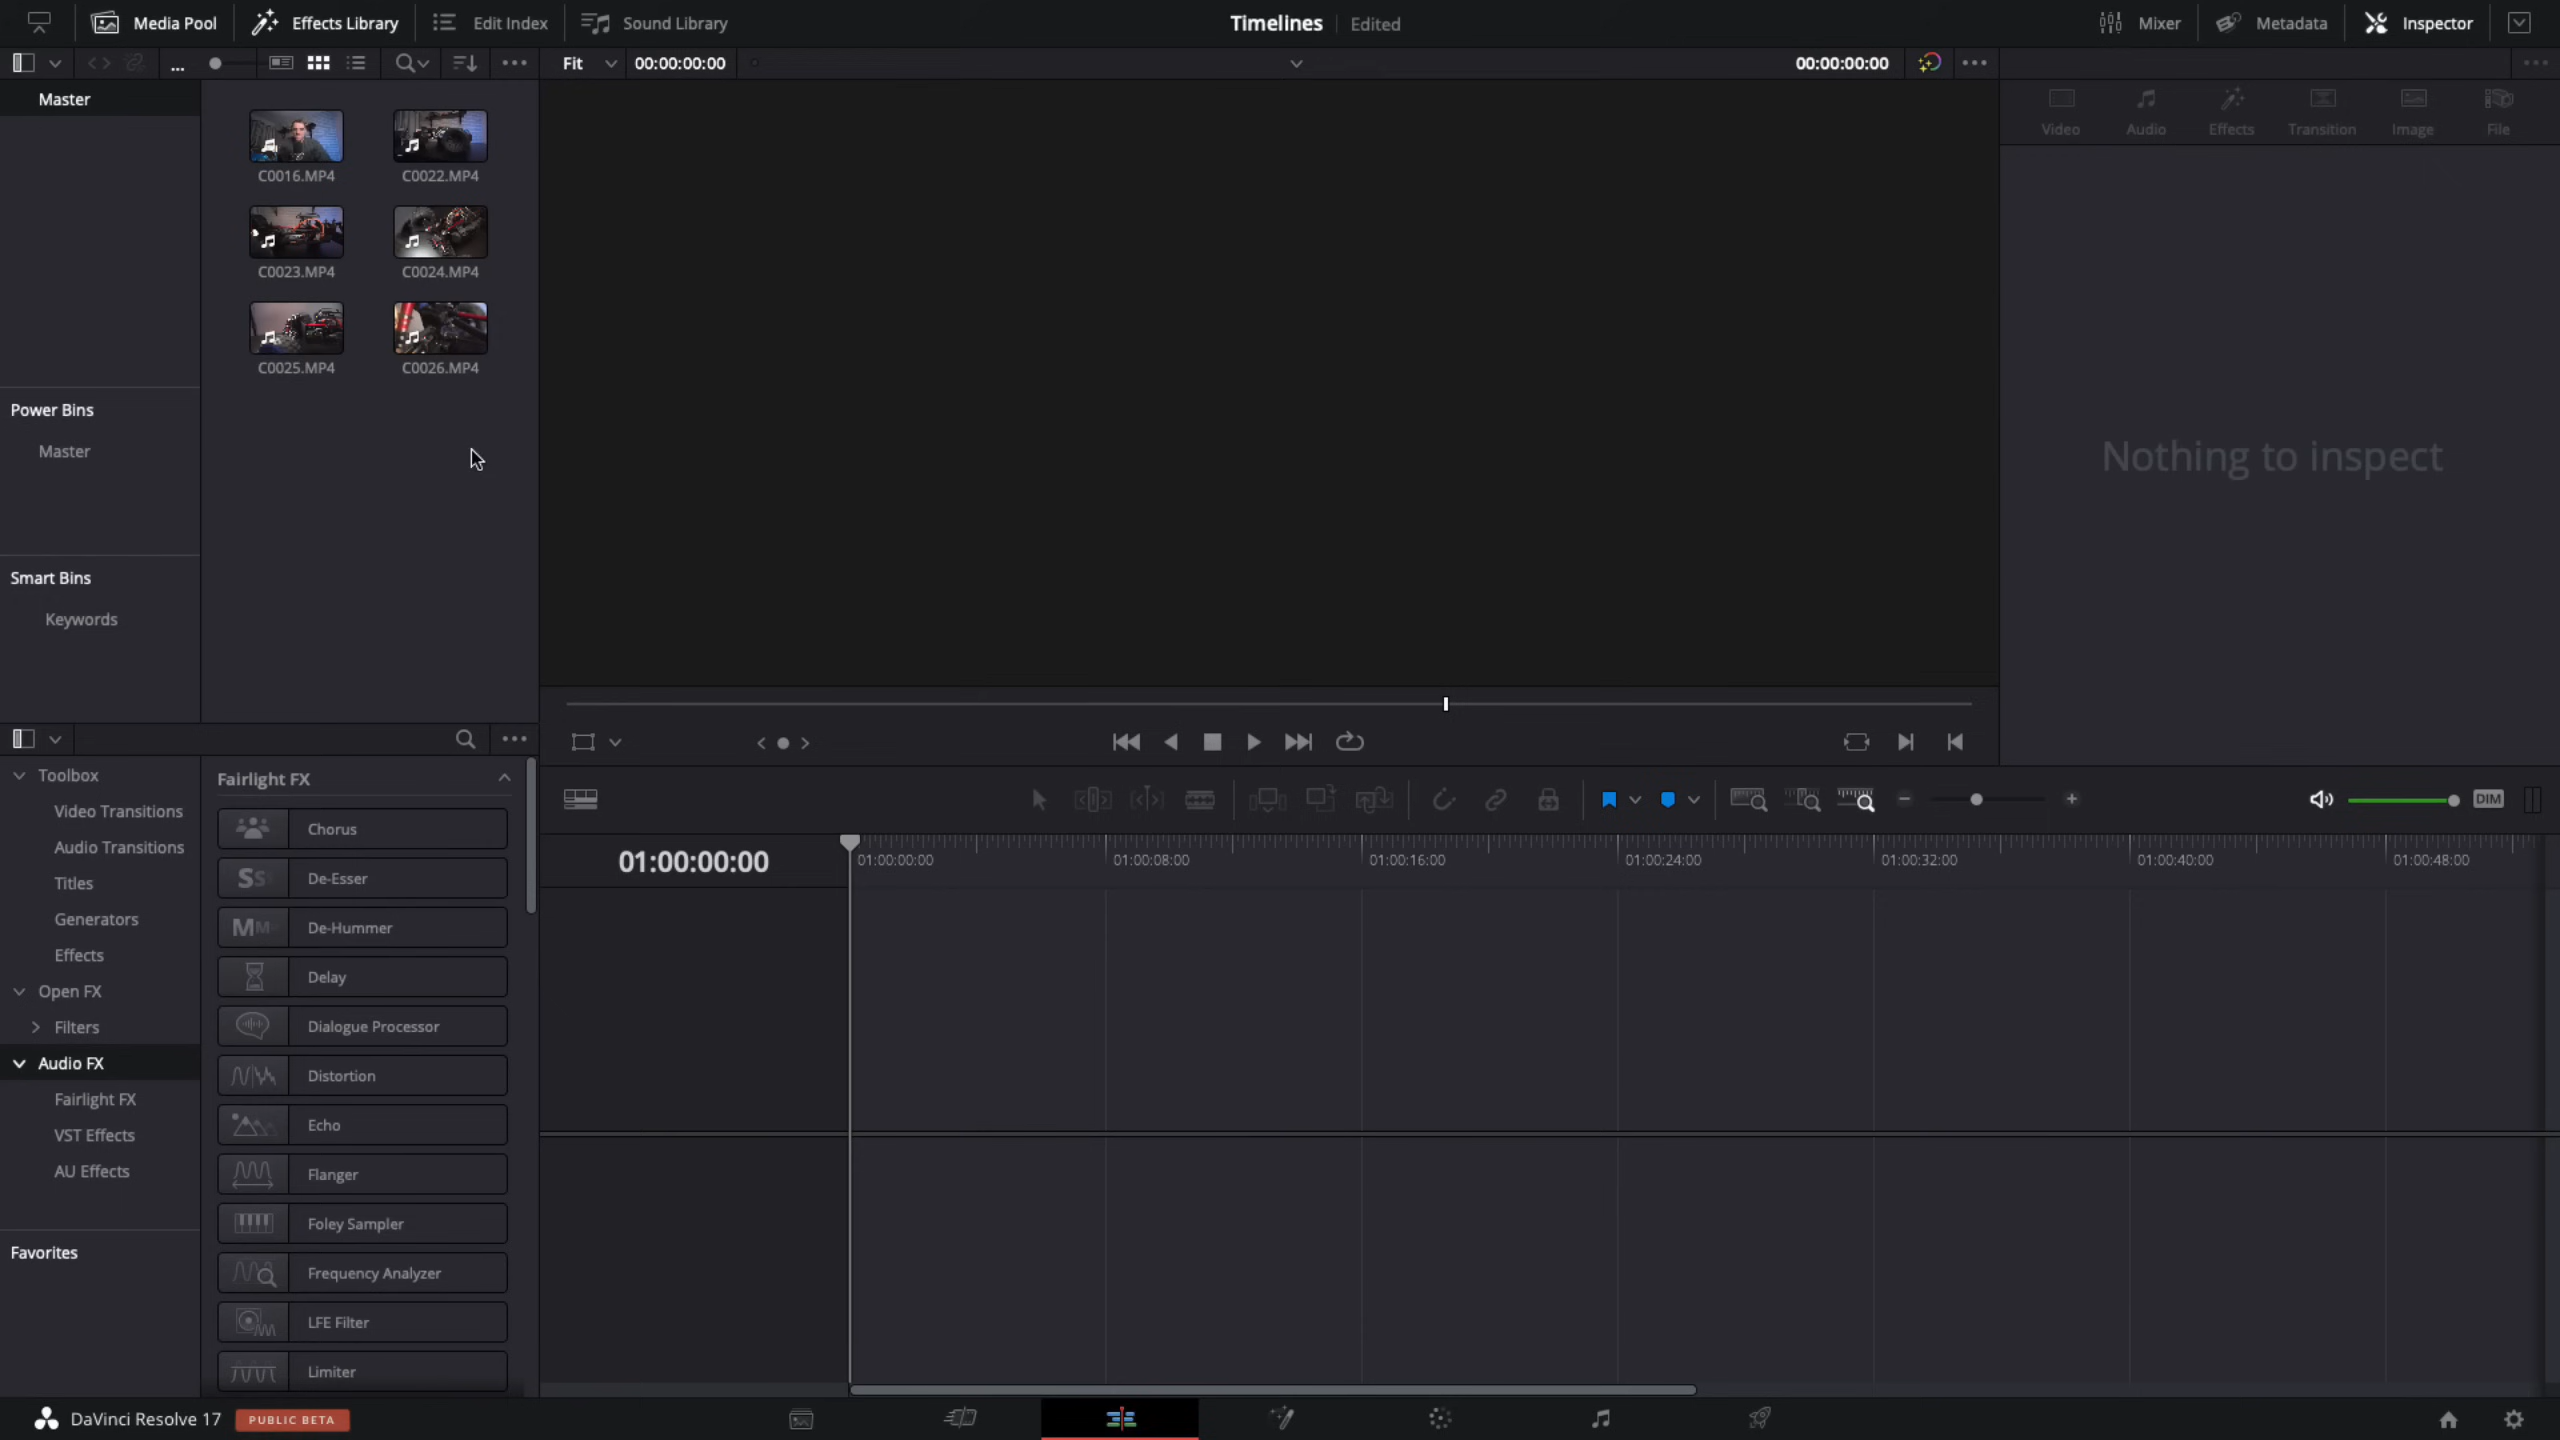 Media Pool Effects Library Edit Index Sound Library Timelines Edited Mixer Metadata Inspector
... Fit 00:00:00:00 00:00:00:00
Master
Video Audio Effects Transition Image File
C0016.MP4 C0022.MP4
C0023.MP4 C0024.MP4
C0025.MP4 C0026.MP4
Power Bins
Master
Nothing to inspect
Smart Bins
Keywords
Toolbox
Video Transitions
Audio Transitions
Titles
Generators
Effects
Open FX
Filters
Audio FX
Fairlight FX
VST Effects
AU Effects
Favorites
Fairlight FX
Chorus
De-Esser
De-Hummer
Delay
Dialogue Processor
Distortion
Echo
Flanger
Foley Sampler
Frequency Analyzer
LFE Filter
Limiter
DIM
01:00:00:00
01:00:00:00 01:00:08:00 01:00:16:00 01:00:24:00 01:00:32:00 01:00:40:00 01:00:48:00
DaVinci Resolve 17 PUBLIC BETA